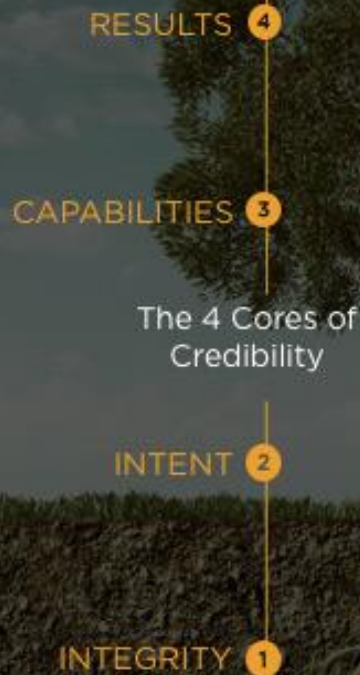 RESULTS 4
CAPABILITIES 3
The 4 Cores of
Credibility
INTENT 2
INTEGRITY 1